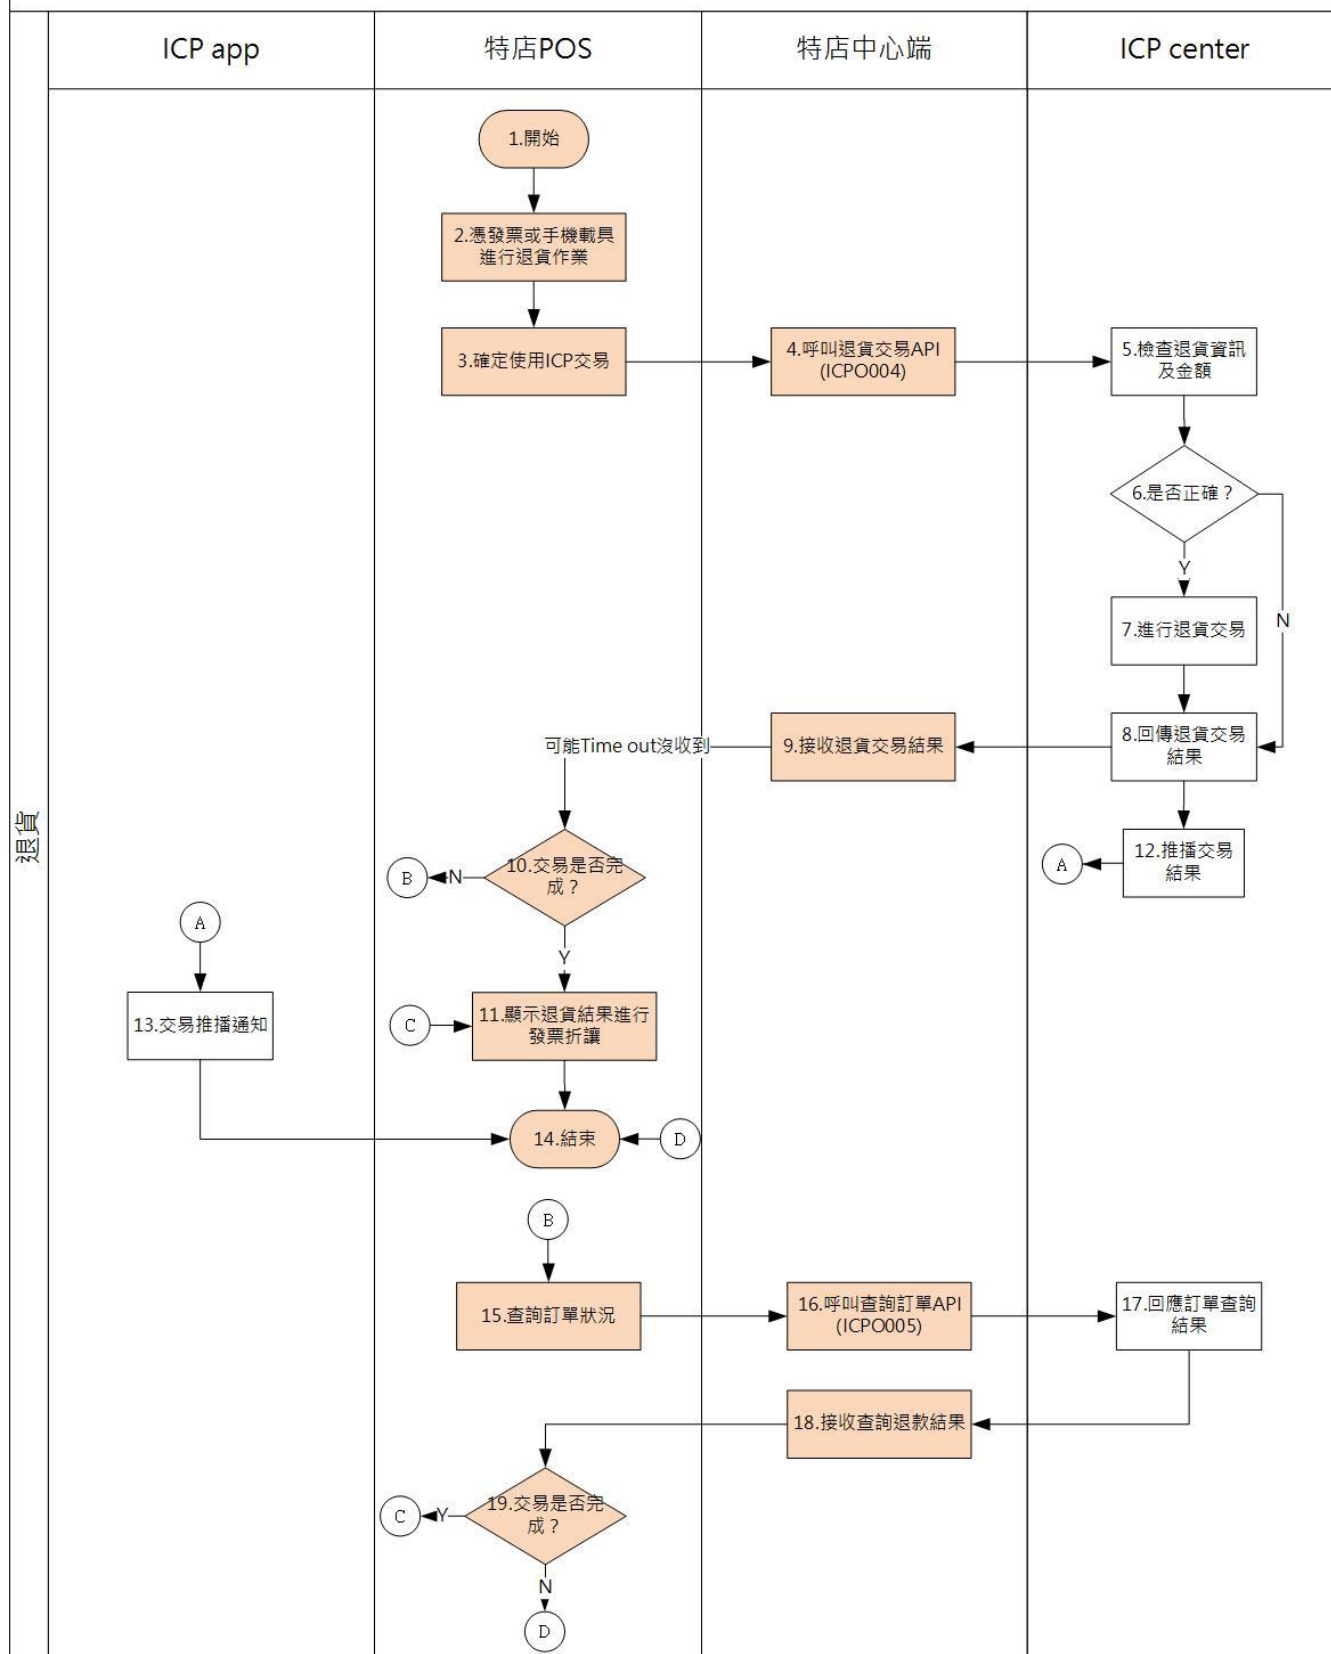 ICP app
特店POS
特店中心端
ICP center
退貨
1.開始
2.憑發票或手機載具
進行退貨作業
3.確定使用ICP交易
4.呼叫退貨交易API
(ICPO004)
5.檢查退貨資訊
及金額
6.是否正確？
Y
N
7.進行退貨交易
8.回傳退貨交易
結果
9.接收退貨交易結果
可能Time out沒收到
10.交易是否完
成？
N
B
Y
12.推播交易
結果
A
A
13.交易推播通知
C
11.顯示退貨結果進行
發票折讓
14.結束
D
B
15.查詢訂單狀況
16.呼叫查詢訂單API
(ICPO005)
17.回應訂單查詢
結果
18.接收查詢退款結果
19.交易是否完
成？
Y
C
N
D